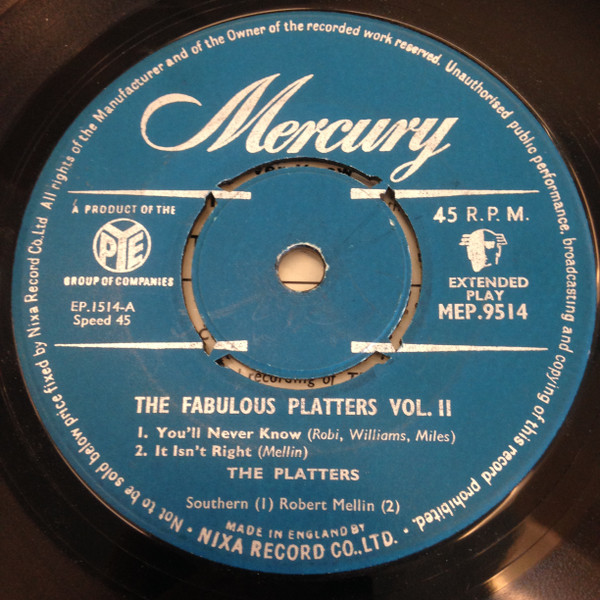 Mercury
A PRODUCT OF THE
PYE
GROUP OF COMPANIES
EP.1514-A
Speed 45
45 R.P.M.
EXTENDED
PLAY
MEP.9514
recording of
THE FABULOUS PLATTERS VOL. II
1. You'll Never Know (Robi, Williams, Miles)
2. It Isn't Right (Mellin)
THE PLATTERS
Southern (1) Robert Mellin (2)
MADE IN ENGLAND BY
NIXA RECORD CO., LTD.
• Not to be sold below price fixed by Nixa Record Co., Ltd. All rights of the Manufacturer and of the Owner of the recorded work reserved. Unauthorised public performance, broadcasting and copying of this record prohibited. •